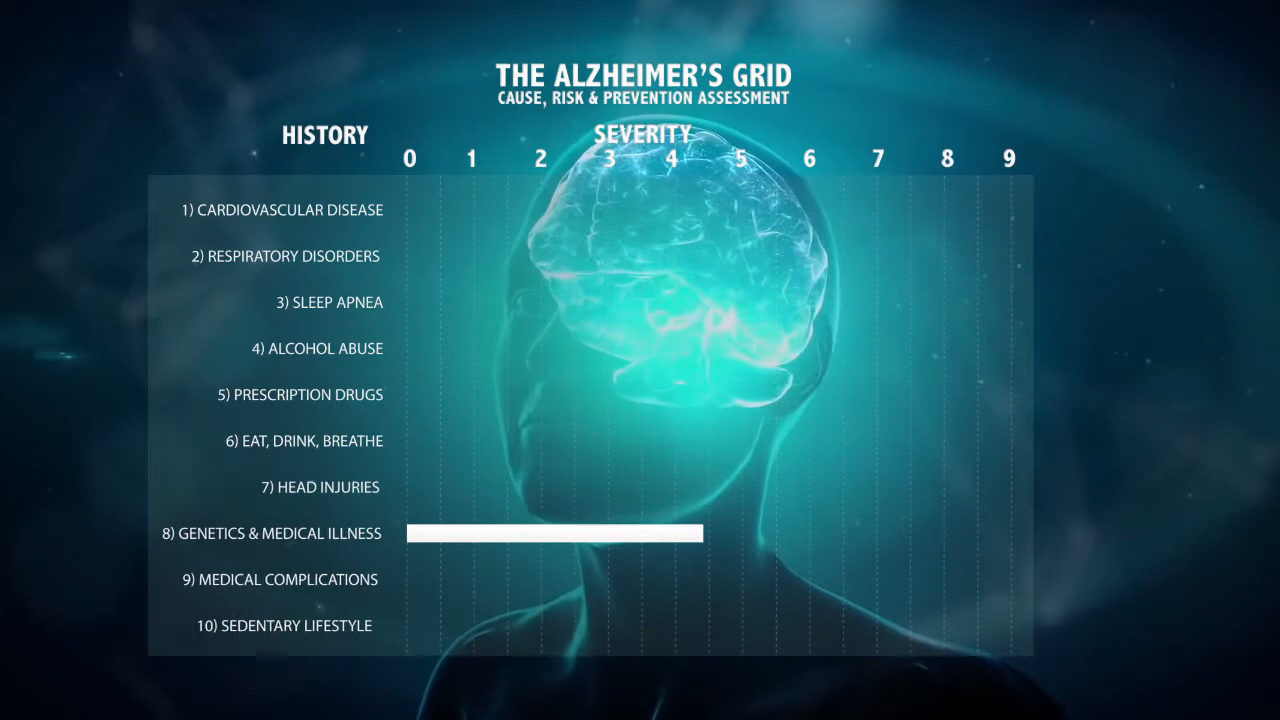 THE ALZHEIMER'S GRID
CAUSE, RISK & PREVENTION ASSESSMENT
HISTORY SEVERITY
0 1 2 3 4 5 6 7 8 9
1) CARDIOVASCULAR DISEASE
2) RESPIRATORY DISORDERS
3) SLEEP APNEA
4) ALCOHOL ABUSE
5) PRESCRIPTION DRUGS
6) EAT, DRINK, BREATHE
7) HEAD INJURIES
8) GENETICS & MEDICAL ILLNESS
9) MEDICAL COMPLICATIONS
10) SEDENTARY LIFESTYLE